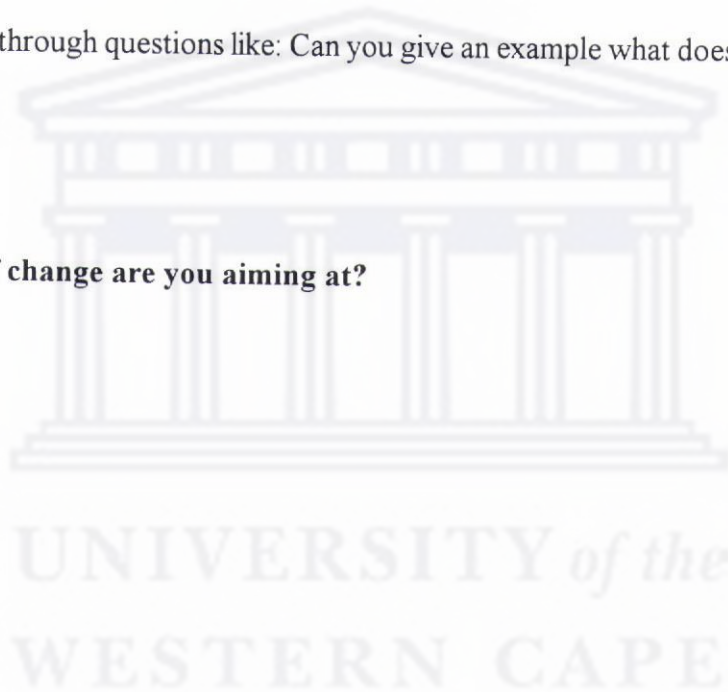 through questions like: Can you give an example what does
change are you aiming at?
UNIVERSITY of the
WESTERN CAPE